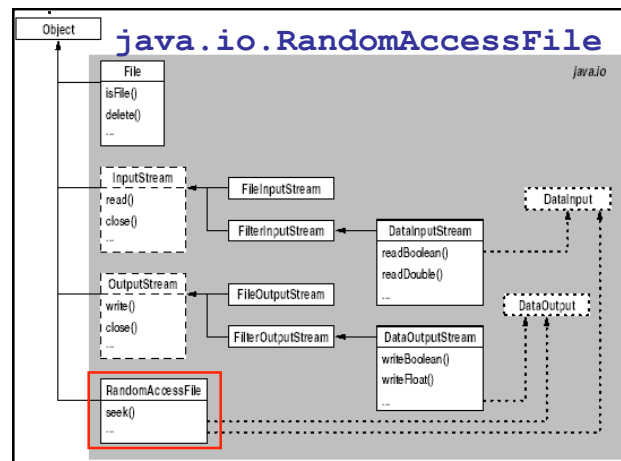 Object
java.io.RandomAccessFile
java.io
File
isFile()
delete()
...
InputStream
read()
close()
...
FileInputStream
FilterInputStream
DataInputStream
readBoolean()
readDouble()
...
DataInput
OutputStream
write()
close()
...
FileOutputStream
FilterOutputStream
DataOutputStream
writeBoolean()
writeFloat()
...
DataOutput
RandomAccessFile
seek()
...